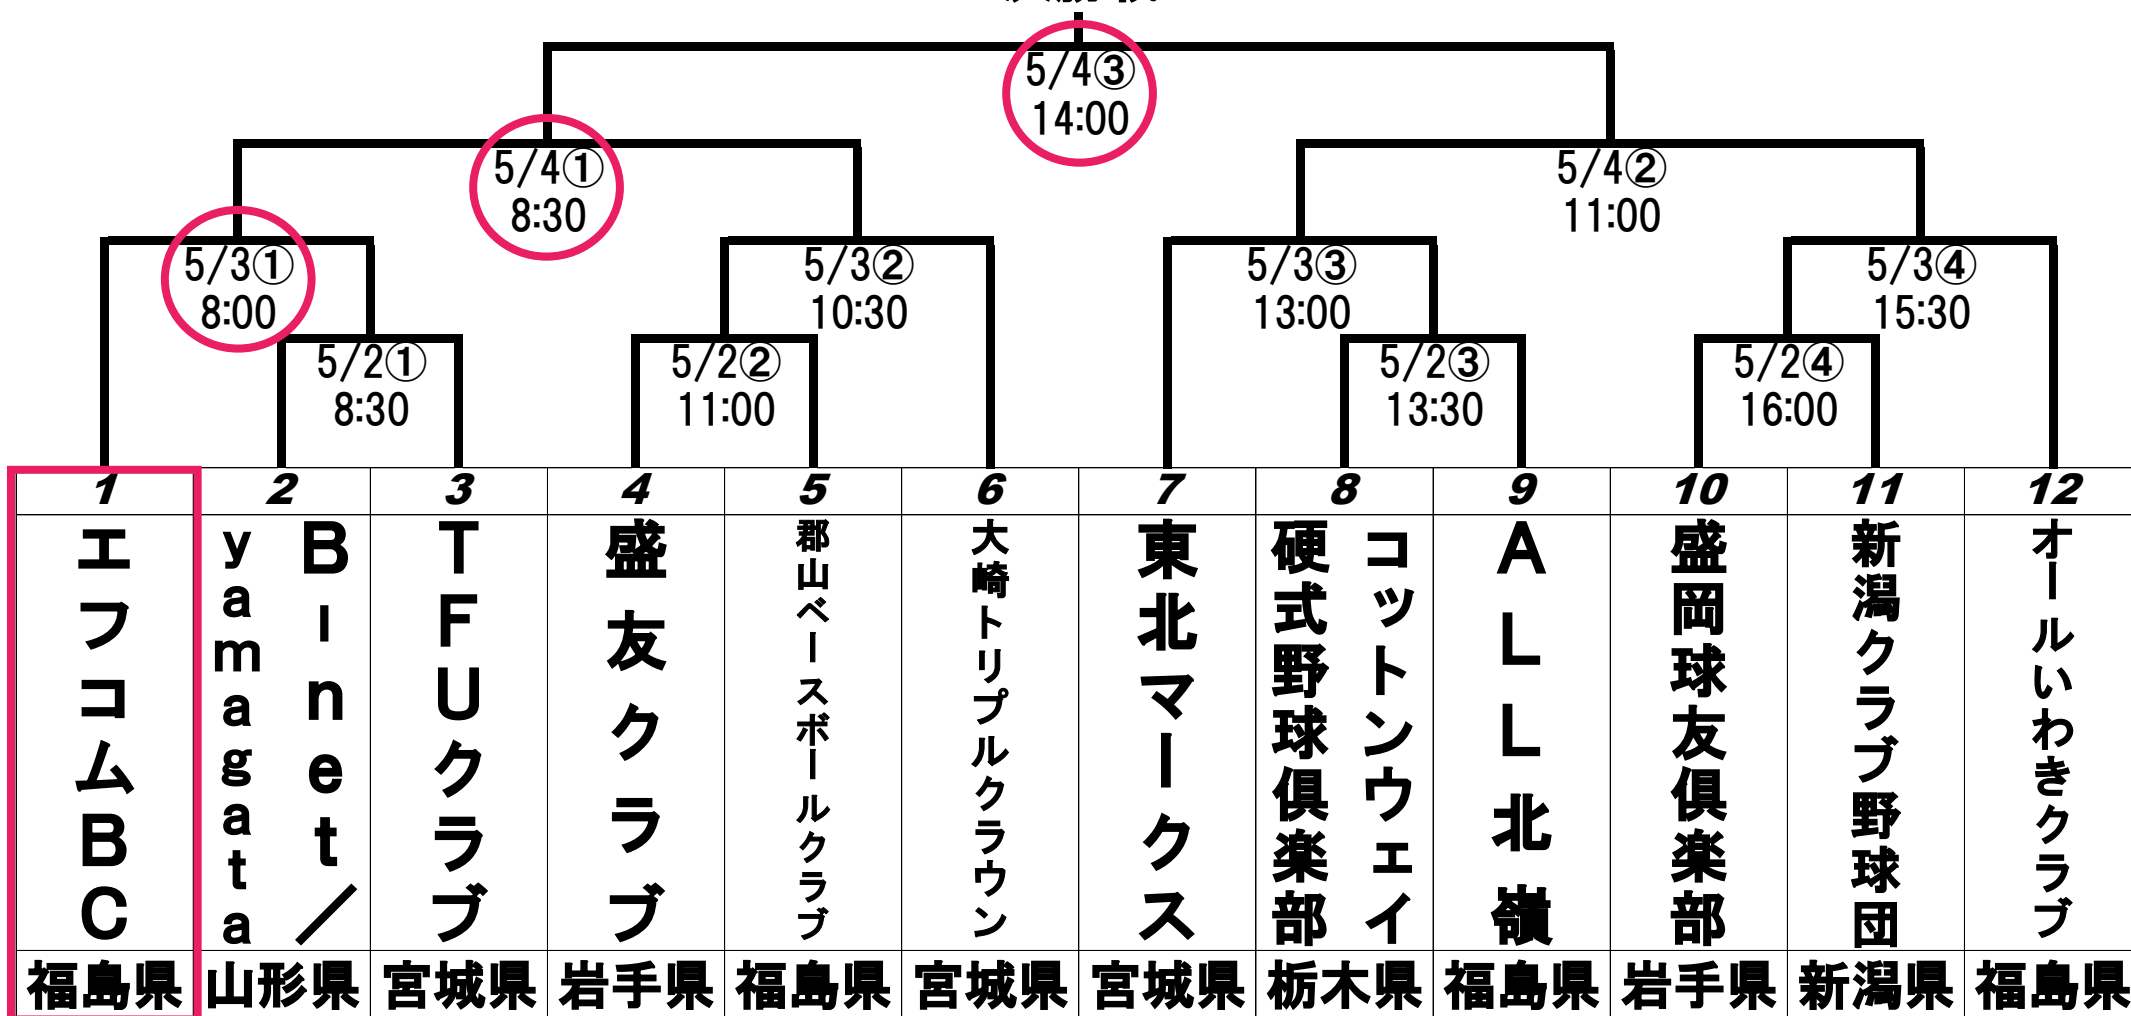 5/4③
14:00
5/4①
8:30
5/4②
11:00
5/3①
8:00
5/3②
10:30
5/3③
13:00
5/3④
15:30
5/2①
8:30
5/2②
11:00
5/2③
13:30
5/2④
16:00
1
2
3
4
5
6
7
8
9
10
11
12
エフコムBC
Binet/
yamagata
TFUクラブ
盛友クラブ
郡山ベースボールクラブ
大崎トリプルクラウン
東北マークス
コットンウェイ
硬式野球倶楽部
ALL北嶺
盛岡球友倶楽部
新潟クラブ野球団
オールいわきクラブ
福島県
山形県
宮城県
岩手県
福島県
宮城県
宮城県
栃木県
福島県
岩手県
新潟県
福島県